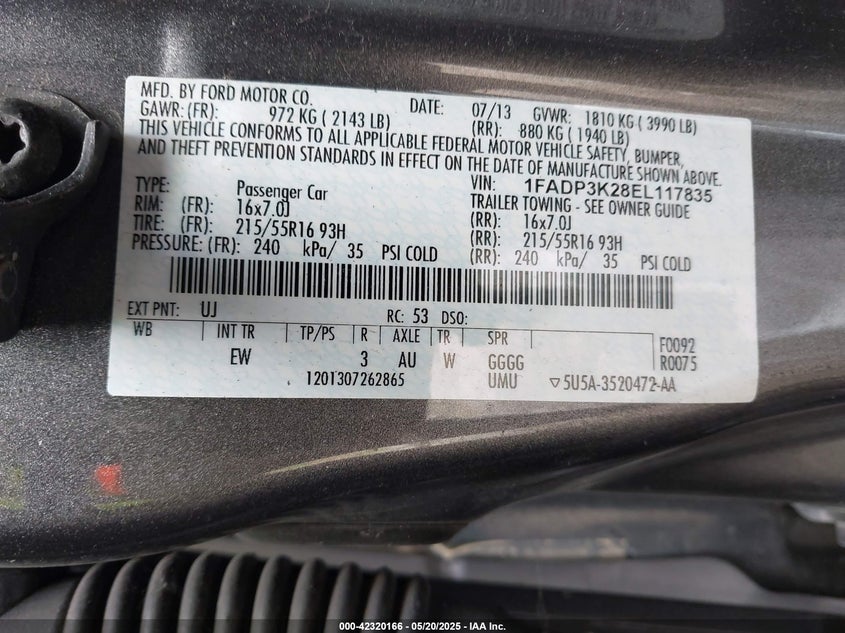 MFD. BY FORD MOTOR CO. DATE: 07/13 GVWR: 1810 KG ( 3990 LB)
GAWR: (FR): 972 KG ( 2143 LB) (RR): 880 KG ( 1940 LB)
THIS VEHICLE CONFORMS TO ALL APPLICABLE FEDERAL MOTOR VEHICLE SAFETY, BUMPER,
AND THEFT PREVENTION STANDARDS IN EFFECT ON THE DATE OF MANUFACTURE SHOWN ABOVE.
VIN: 1FADP3K28EL117835
TYPE: Passenger Car TRAILER TOWING - SEE OWNER GUIDE
RIM: (FR): 16x7.0J (RR): 16x7.0J
TIRE: (FR): 215/55R16 93H (RR): 215/55R16 93H
PRESSURE: (FR): 240 kPa/ 35 PSI COLD (RR): 240 kPa/ 35 PSI COLD
EXT PNT: UJ RC: 53 DSO:
WB INT TR TP/PS R AXLE TR SPR F0092
EW 3 AU W GGGG R0075
1201307262865 UMU ▽5U5A-3520472-AA
000-42320166 - 05/20/2025 - IAA Inc.